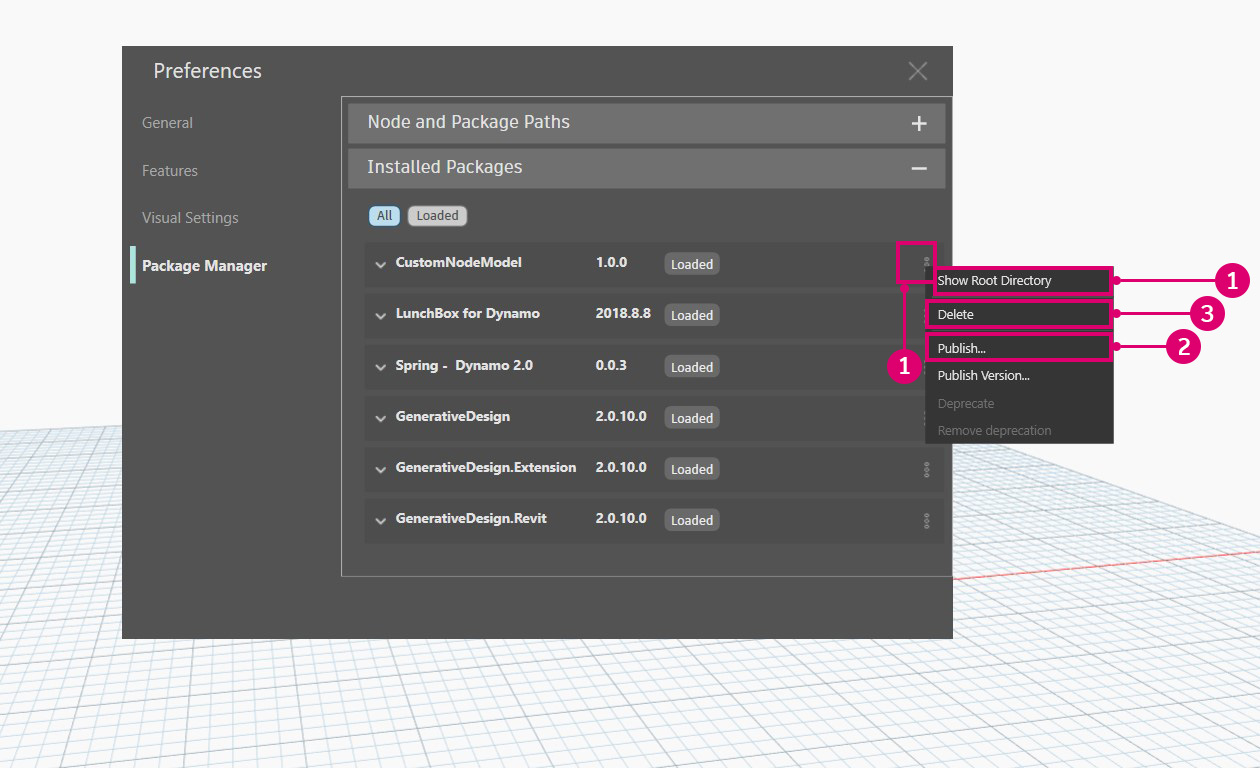 Preferences
General
Features
Visual Settings
Package Manager
Node and Package Paths
Installed Packages
All Loaded
CustomNodeModel 1.0.0 Loaded
LunchBox for Dynamo 2018.8.8 Loaded
Spring - Dynamo 2.0 0.0.3 Loaded
GenerativeDesign 2.0.10.0 Loaded
GenerativeDesign.Extension 2.0.10.0 Loaded
GenerativeDesign.Revit 2.0.10.0 Loaded
Show Root Directory 1
Delete 3
Publish... 2
1
Publish Version...
Deprecate
Remove deprecation